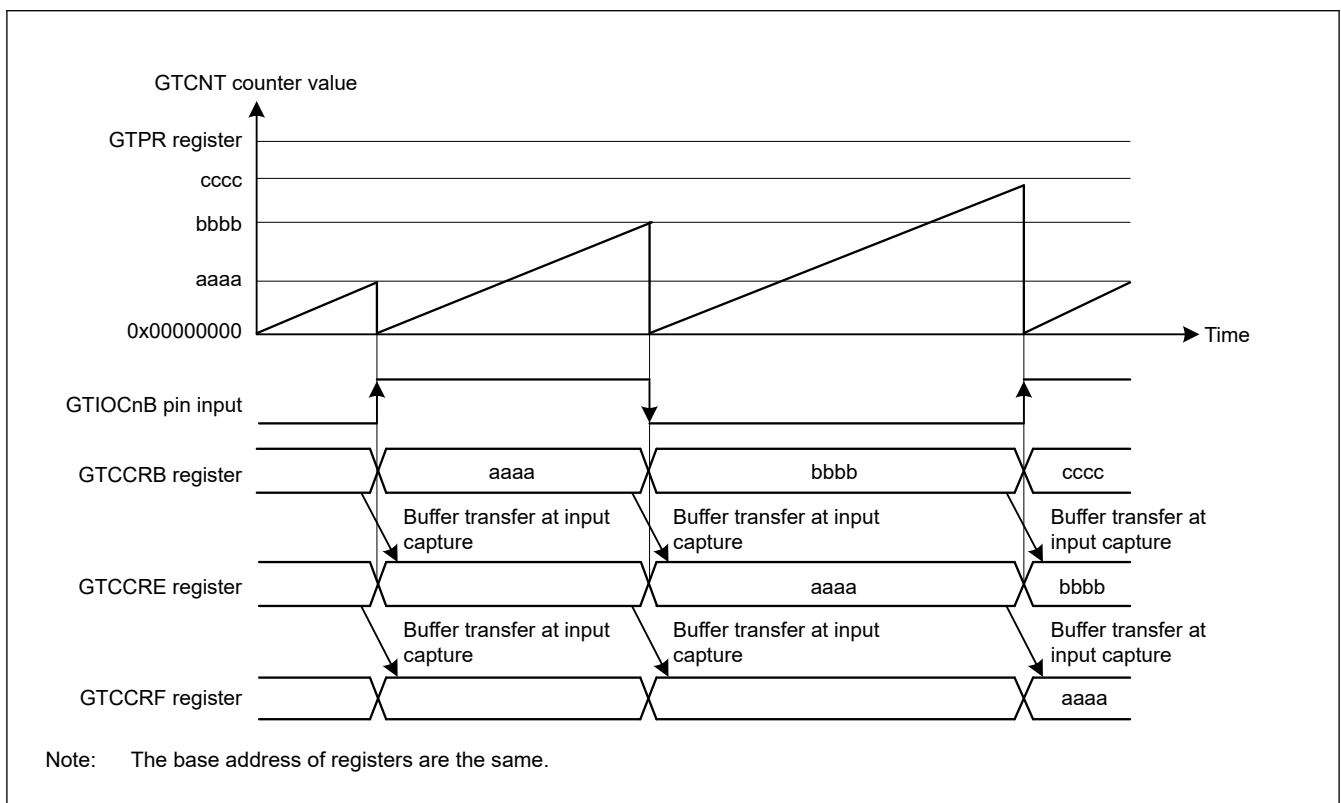 GTCNT counter value
GTPR register
cccc
bbbb
aaaa
0x00000000
Time
GTIOCnB pin input
GTCCRB register
aaaa
bbbb
cccc
Buffer transfer at input
capture
Buffer transfer at input
capture
Buffer transfer at
input capture
GTCCRE register
aaaa
bbbb
Buffer transfer at input
capture
Buffer transfer at input
capture
Buffer transfer at
input capture
GTCCRF register
aaaa
Note: The base address of registers are the same.